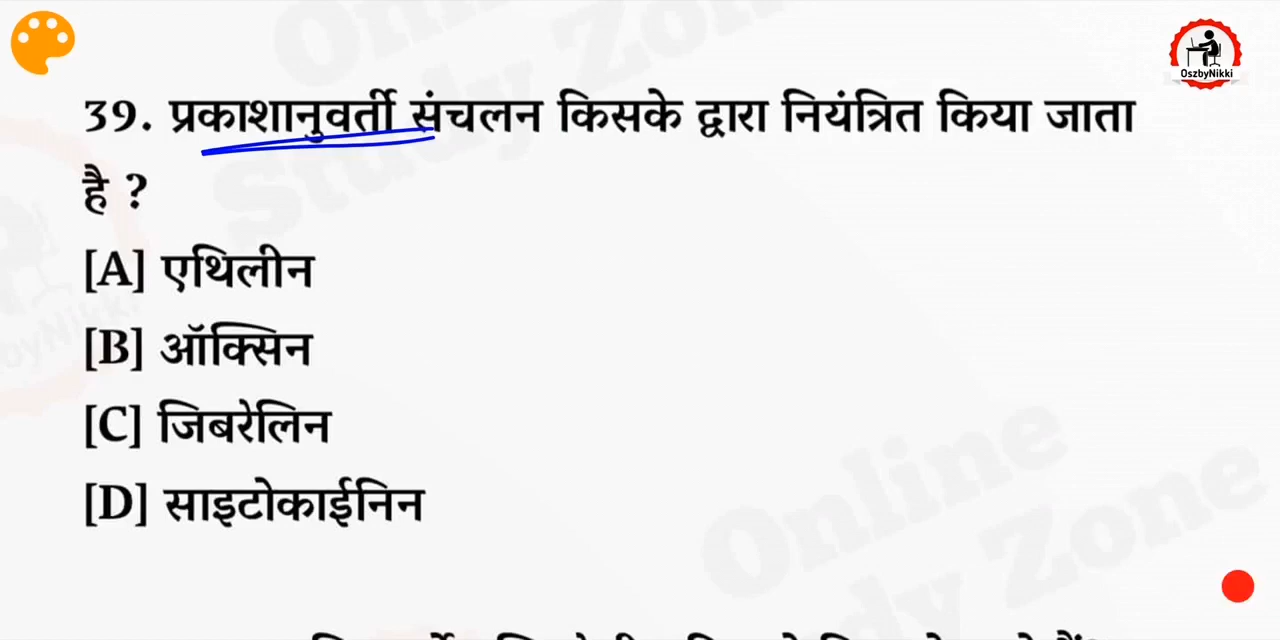 OszbyNikki
39. प्रकाशानुवर्ती संचलन किसके द्वारा नियंत्रित किया जाता
है ?
[A] एथिलीन
[B] ऑक्सिन
[C] जिबरेलिन
[D] साइटोकाईनिन
Online
Study Zone
Online
Study Zone